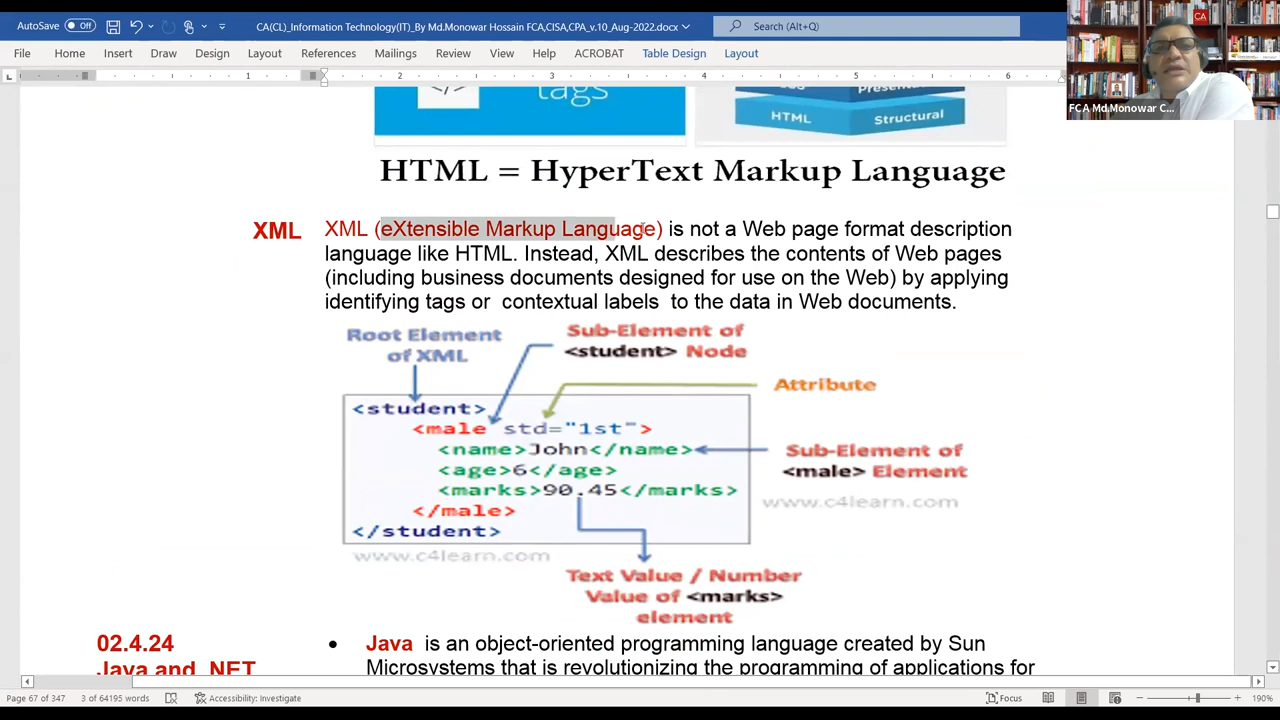 AutoSave Off
CA(CL)_Information Technology(IT)_By Md.Monowar Hossain FCA,CISA,CPA_v.10_Aug-2022.docx
Search (Alt+Q)
CA
File Home Insert Draw Design Layout References Mailings Review View Help ACROBAT Table Design Layout
FCA Md.Monowar C...
1 2 3 4 5 6
</> tags
HTML Structural
HTML = HyperText Markup Language
XML XML (eXtensible Markup Language) is not a Web page format description
language like HTML. Instead, XML describes the contents of Web pages
(including business documents designed for use on the Web) by applying
identifying tags or contextual labels to the data in Web documents.
Root Element
of XML
Sub-Element of
<student> Node
Attribute
<student>
<male std="1st">
<name>John</name>
<age>6</age>
<marks>90.45</marks>
</male>
</student>
Sub-Element of
<male> Element
www.c4learn.com
www.c4learn.com
Text Value / Number
Value of <marks>
element
02.4.24
Java and .NET
• Java is an object-oriented programming language created by Sun
Microsystems that is revolutionizing the programming of applications for
Page 67 of 347 3 of 64195 words Accessibility: Investigate Focus 190%